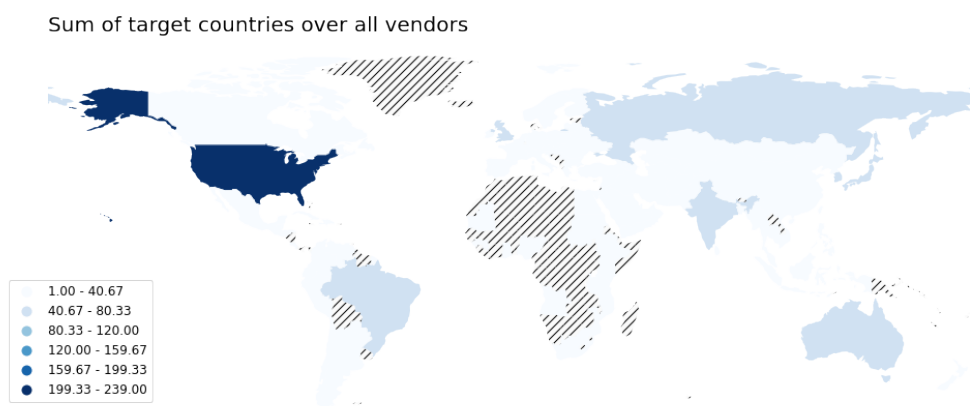 Sum of target countries over all vendors
1.00 - 40.67
40.67 - 80.33
80.33 - 120.00
120.00 - 159.67
159.67 - 199.33
199.33 - 239.00